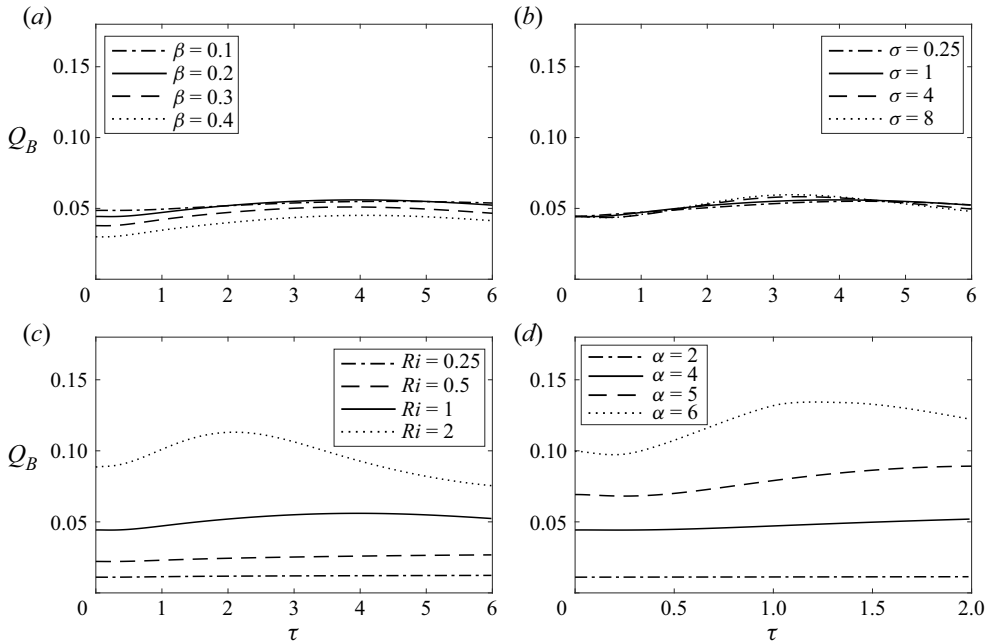 (a)
0.15
0.10
0.05
0
Q_B
β = 0.1
β = 0.2
β = 0.3
β = 0.4
1 2 3 4 5 6
(b)
0.15
0.10
0.05
0
σ = 0.25
σ = 1
σ = 4
σ = 8
1 2 3 4 5 6
(c)
0.15
0.10
0.05
0
Q_B
Ri = 0.25
Ri = 0.5
Ri = 1
Ri = 2
1 2 3 4 5 6
τ
(d)
0.15
0.10
0.05
0
α = 2
α = 4
α = 5
α = 6
0.5 1.0 1.5 2.0
τ